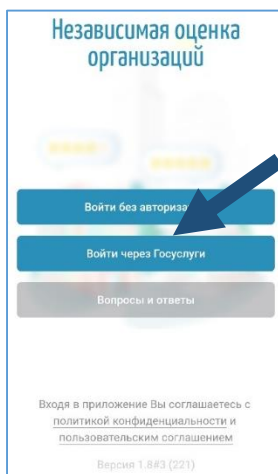 Независимая оценка
организаций
Войти без
Войти через Госуслуги
Вопросы и ответы
Входя в приложение Вы соглашаетесь с
политикой конфиденциальности и
пользовательским соглашением
Версия 1.8#3 (221)